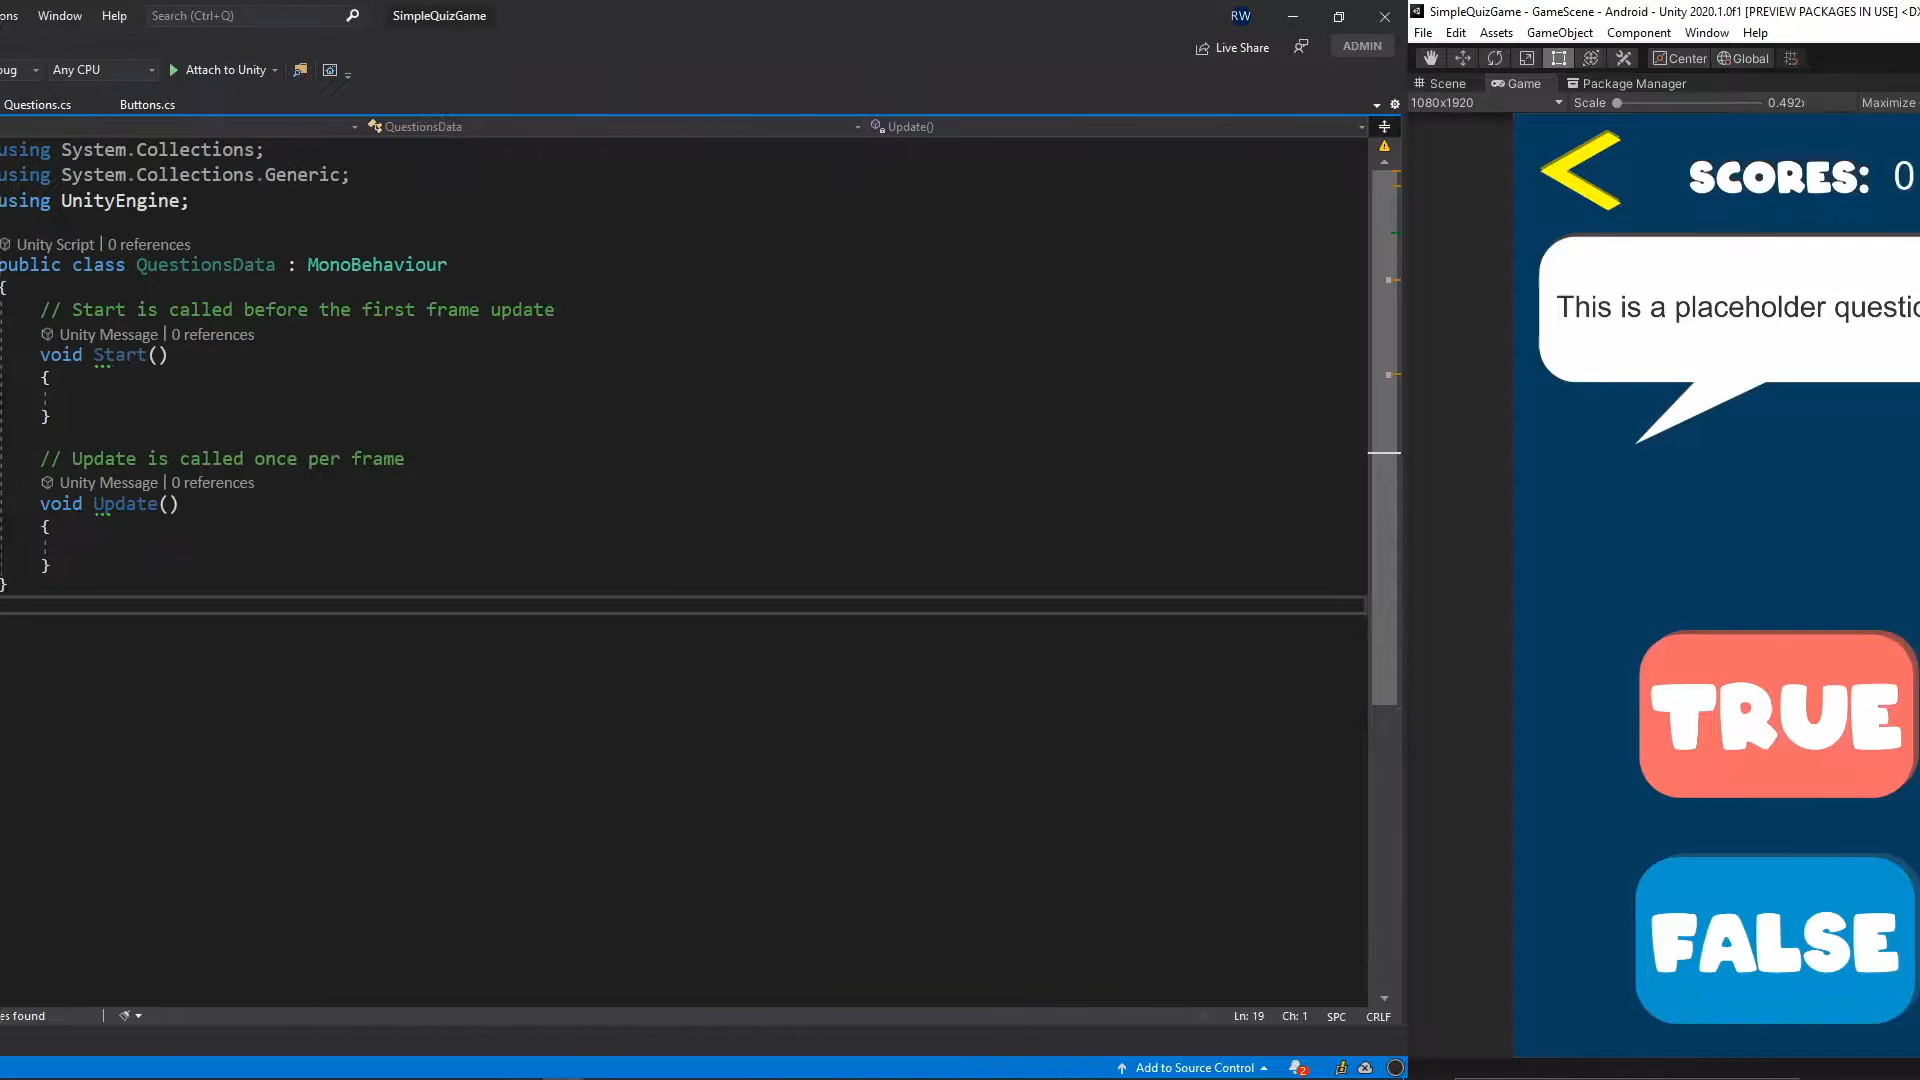 ons Window Help Search (Ctrl+Q) SimpleQuizGame RW
Live Share ADMIN
bug Any CPU Attach to Unity
Questions.cs Buttons.cs
QuestionsData Update()
using System.Collections;
using System.Collections.Generic;
using UnityEngine;
Unity Script | 0 references
public class QuestionsData : MonoBehaviour
{
// Start is called before the first frame update
Unity Message | 0 references
void Start()
{
}
// Update is called once per frame
Unity Message | 0 references
void Update()
{
}
}
es found Ln: 19 Ch: 1 SPC CRLF
Add to Source Control 2
SimpleQuizGame - GameScene - Android - Unity 2020.1.0f1 [PREVIEW PACKAGES IN USE] <DX
File Edit Assets GameObject Component Window Help
Center Global
Scene Game Package Manager
1080x1920 Scale 0.492x Maximize
SCORES: 0
This is a placeholder questio
TRUE
FALSE